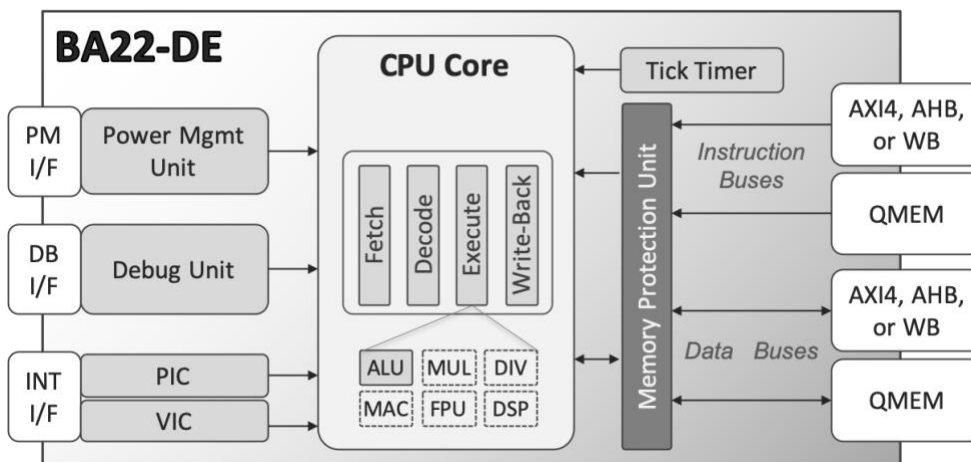 BA22-DE
CPU Core
Tick Timer
PM
I/F
Power Mgmt
Unit
DB
I/F
Debug Unit
INT
I/F
PIC
VIC
Fetch
Decode
Execute
Write-Back
ALU
MUL
DIV
MAC
FPU
DSP
Memory Protection Unit
Instruction
Buses
Data Buses
AXI4, AHB,
or WB
QMEM
AXI4, AHB,
or WB
QMEM